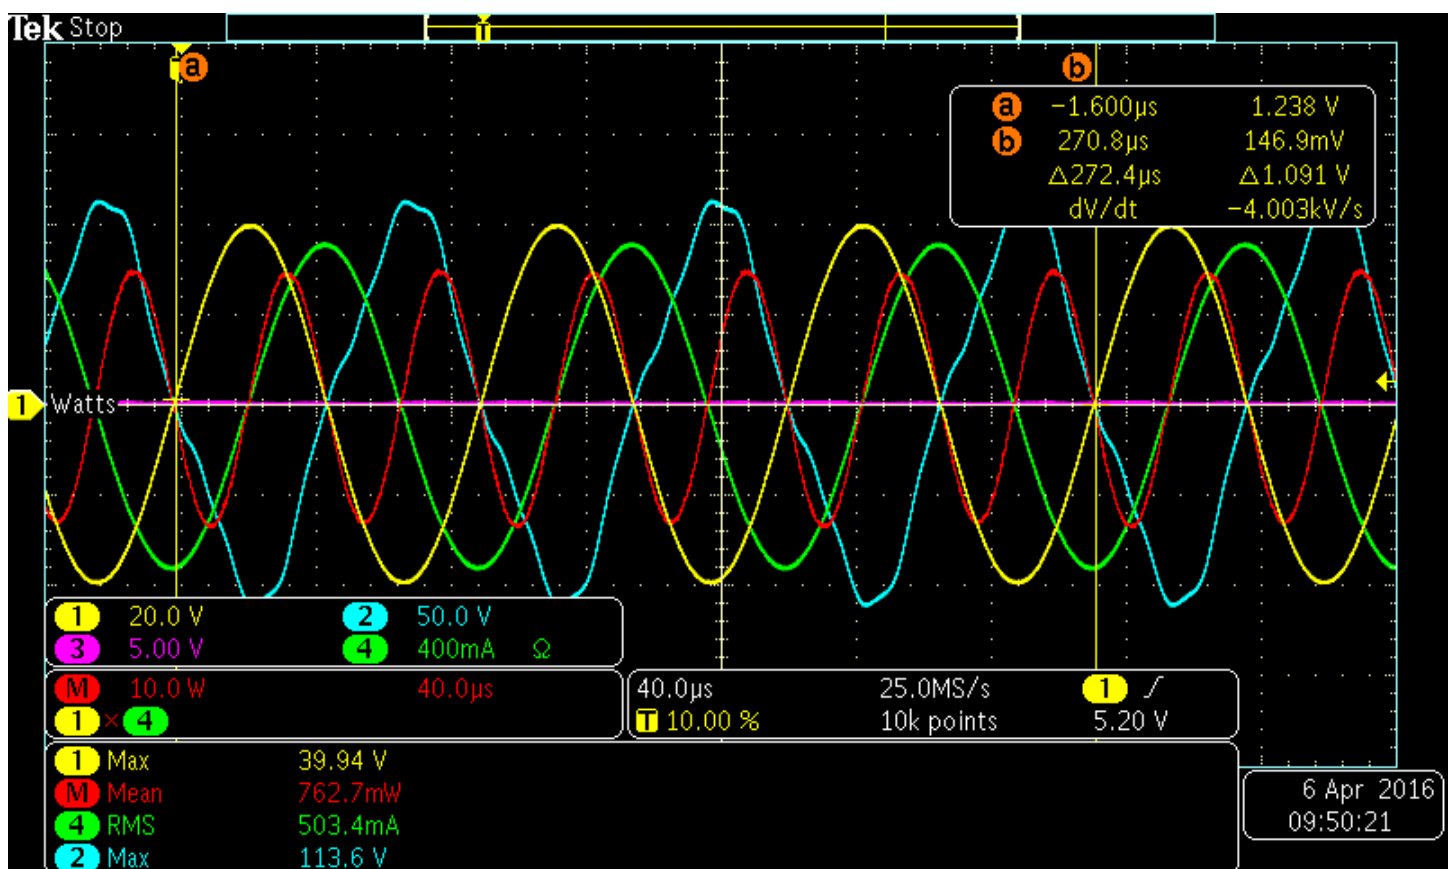 Tek Stop
T
a b
a −1.600µs 1.238 V
b 270.8µs 146.9mV
△272.4µs △1.091 V
dV/dt −4.003kV/s
1 Watts
1 20.0 V 2 50.0 V
3 5.00 V 4 400mA Ω
M 10.0 W 40.0µs
1 × 4
40.0µs 25.0MS/s 1
T 10.00 % 10k points 5.20 V
1 Max 39.94 V
M Mean 762.7mW
4 RMS 503.4mA
2 Max 113.6 V
6 Apr 2016
09:50:21